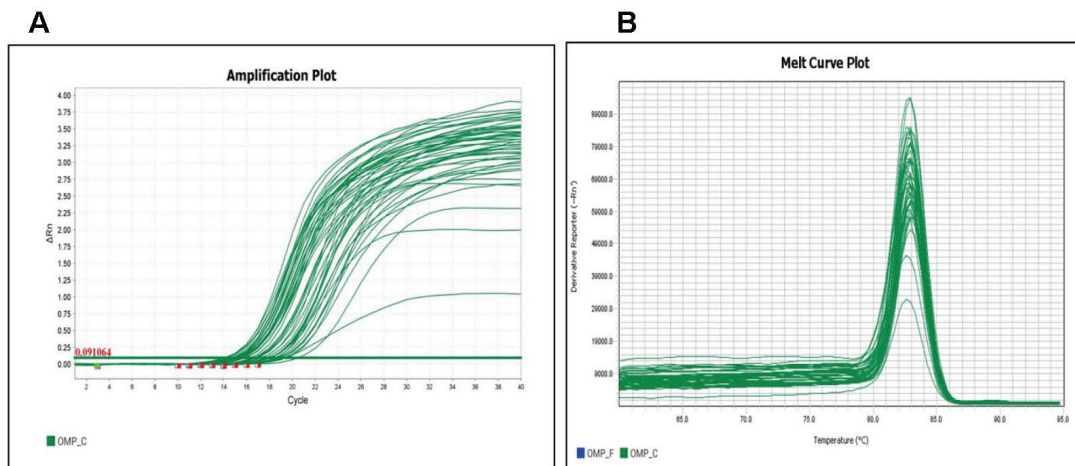 A
B
Amplification Plot
4.00
3.75
3.50
3.25
3.00
2.75
2.50
2.25
2.00
1.75
1.50
1.25
1.00
0.75
0.50
0.25
0.00
ΔRn
0.091064
2 4 6 8 10 12 14 16 18 20 22 24 26 28 30 32 34 36 38 40
Cycle
OMP_C
Melt Curve Plot
89000.0
79000.0
69000.0
59000.0
49000.0
39000.0
29000.0
19000.0
9000.0
Derivative Reporter (-Rn')
65.0 70.0 75.0 80.0 85.0 90.0 95.0
Temperature (°C)
OMP_F OMP_C